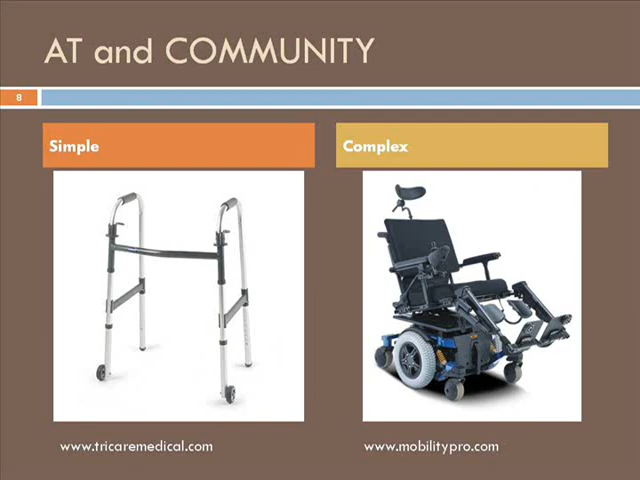 AT and COMMUNITY
8
Simple
Complex
www.tricaremedical.com
www.mobilitypro.com